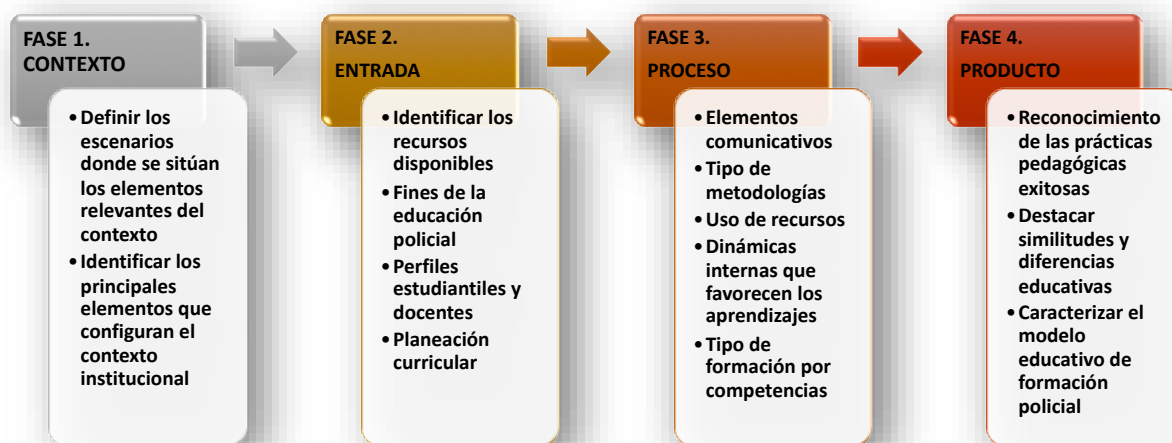 FASE 1.
CONTEXTO
• Definir los
escenarios
donde se sitúan
los elementos
relevantes del
contexto
• Identificar los
principales
elementos que
configuran el
contexto
institucional
FASE 2.
ENTRADA
• Identificar los
recursos
disponibles
• Fines de la
educación
policial
• Perfiles
estudiantiles y
docentes
• Planeación
curricular
FASE 3.
PROCESO
• Elementos
comunicativos
• Tipo de
metodologías
• Uso de recursos
• Dinámicas
internas que
favorecen los
aprendizajes
• Tipo de
formación por
competencias
FASE 4.
PRODUCTO
• Reconocimiento
de las prácticas
pedagógicas
exitosas
• Destacar
similitudes y
diferencias
educativas
• Caracterizar el
modelo
educativo de
formación
policial